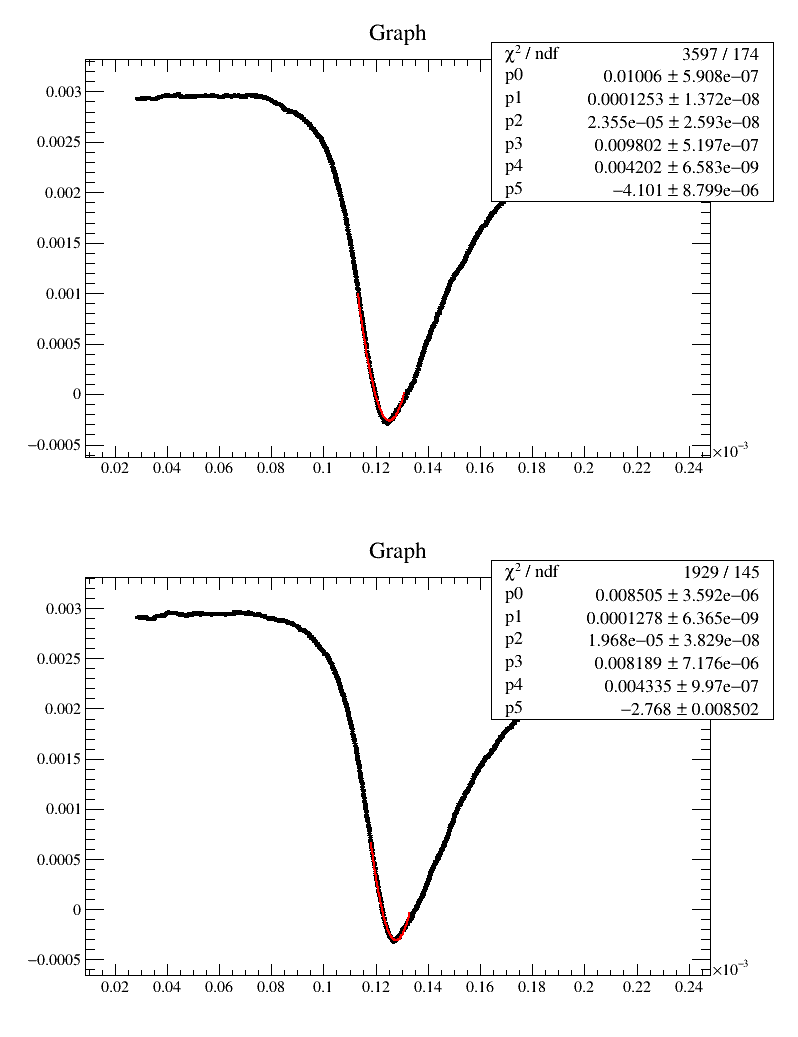 Graph
χ² / ndf 3597 / 174
p0 0.01006 ± 5.908e−07
p1 0.0001253 ± 1.372e−08
p2 2.355e−05 ± 2.593e−08
p3 0.009802 ± 5.197e−07
p4 0.004202 ± 6.583e−09
p5 −4.101 ± 8.799e−06
0.003
0.0025
0.002
0.0015
0.001
0.0005
0
−0.0005
×10⁻³
0.02 0.04 0.06 0.08 0.1 0.12 0.14 0.16 0.18 0.2 0.22 0.24
Graph
χ² / ndf 1929 / 145
p0 0.008505 ± 3.592e−06
p1 0.0001278 ± 6.365e−09
p2 1.968e−05 ± 3.829e−08
p3 0.008189 ± 7.176e−06
p4 0.004335 ± 9.97e−07
p5 −2.768 ± 0.008502
0.003
0.0025
0.002
0.0015
0.001
0.0005
0
−0.0005
×10⁻³
0.02 0.04 0.06 0.08 0.1 0.12 0.14 0.16 0.18 0.2 0.22 0.24